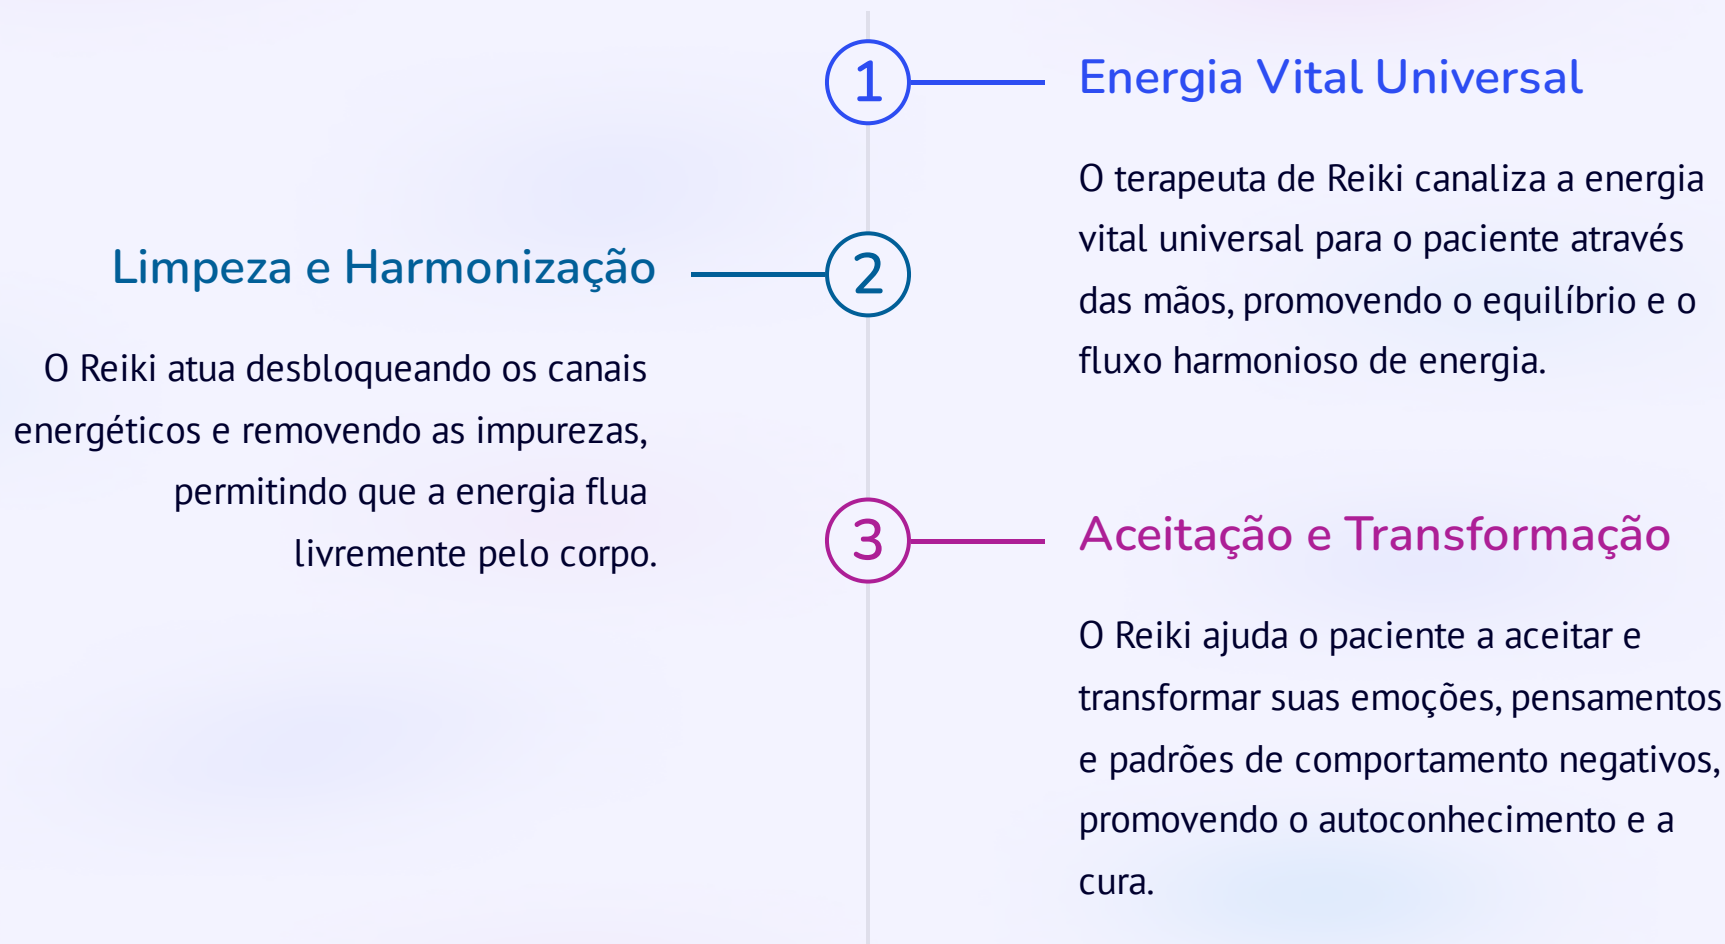 1
Energia Vital Universal
O terapeuta de Reiki canaliza a energia
vital universal para o paciente através
das mãos, promovendo o equilíbrio e o
fluxo harmonioso de energia.
2
Limpeza e Harmonização
O Reiki atua desbloqueando os canais
energéticos e removendo as impurezas,
permitindo que a energia flua
livremente pelo corpo.
3
Aceitação e Transformação
O Reiki ajuda o paciente a aceitar e
transformar suas emoções, pensamentos
e padrões de comportamento negativos,
promovendo o autoconhecimento e a
cura.